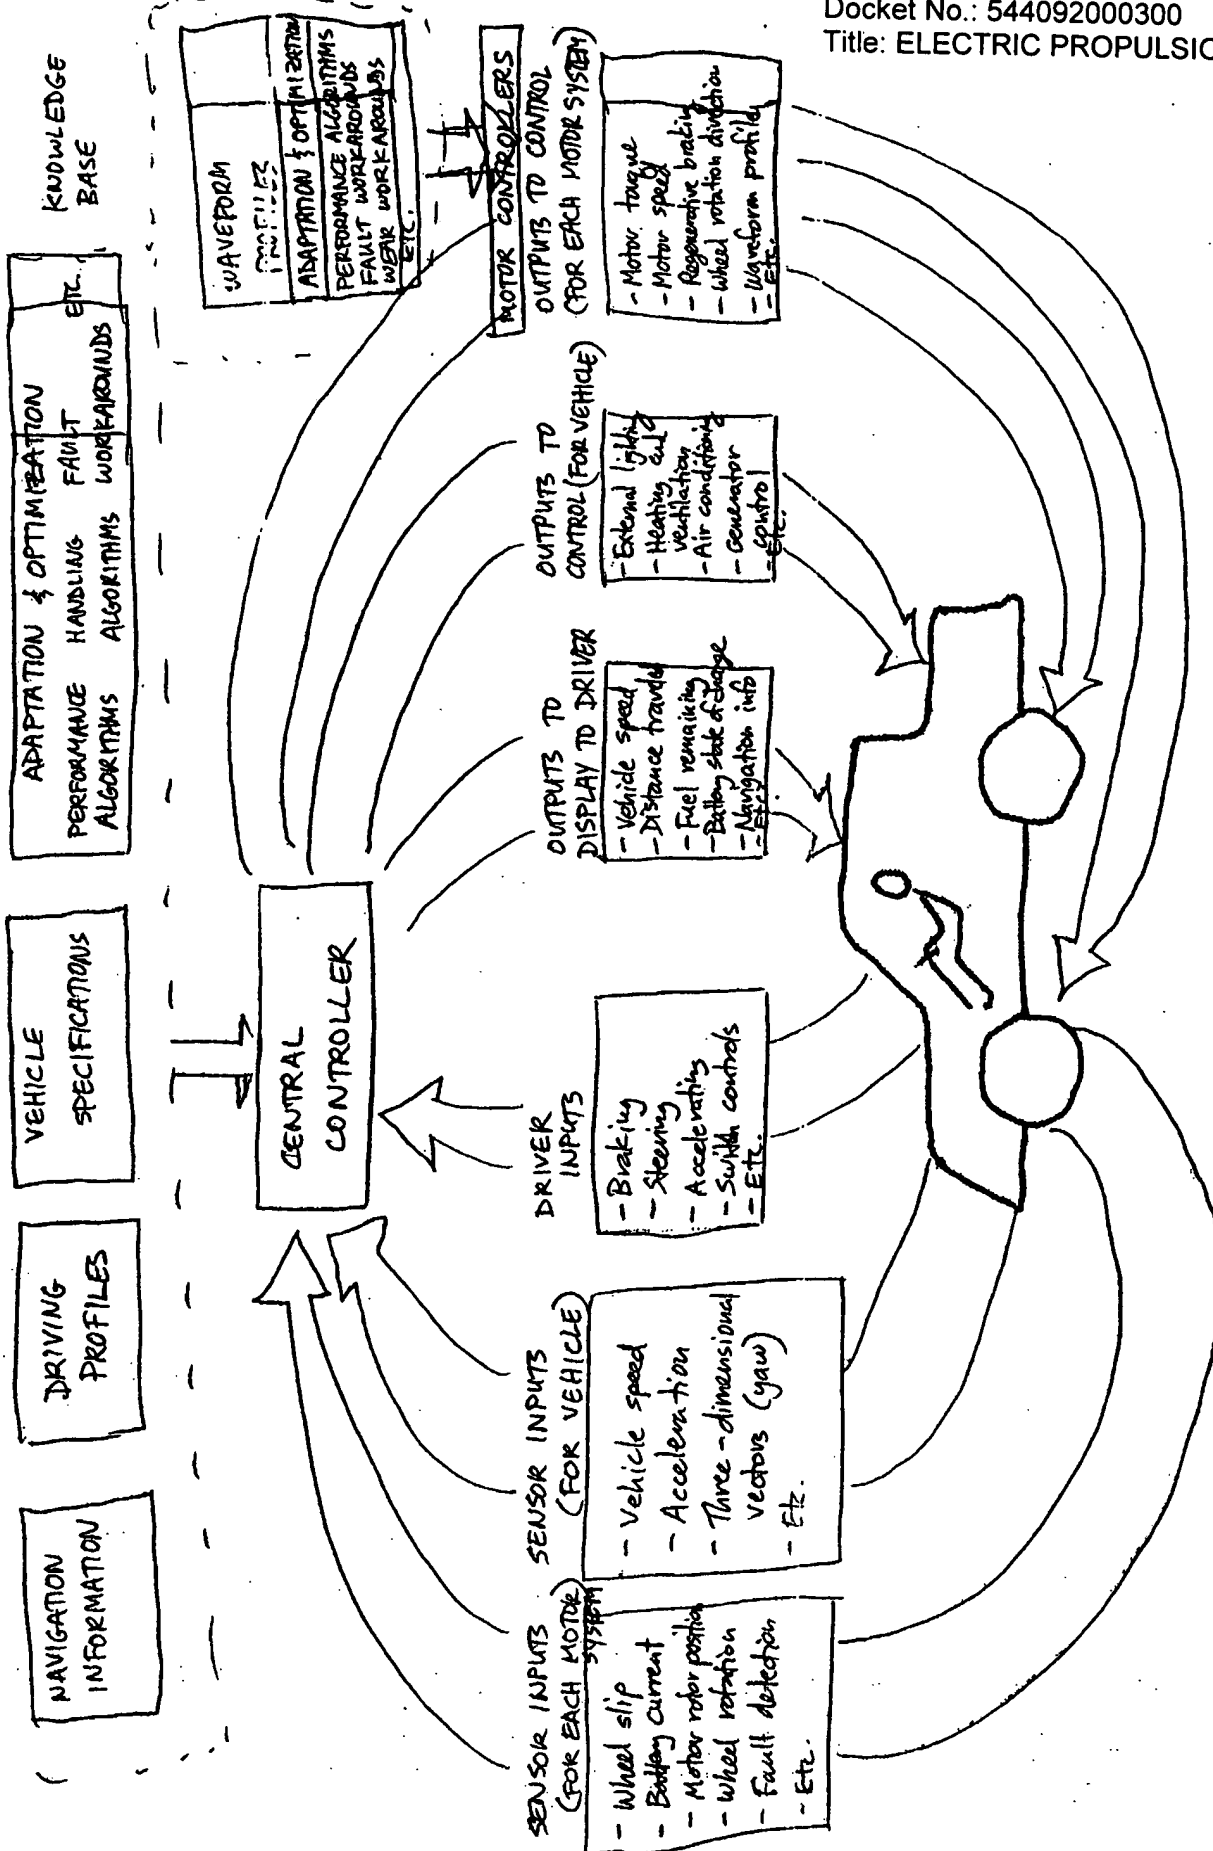 Docket No.: 544092000300
Title: ELECTRIC PROPULSIO
KNOWLEDGE
BASE
NAVIGATION
INFORMATION
DRIVING
PROFILES
VEHICLE
SPECIFICATIONS
ADAPTATION & OPTIMIZATION
PERFORMANCE
ALGORITHMS
HANDLING
ALGORITHMS
FAULT
WORKAROUNDS
ETC.
WAVEFORM
PROFILES
ADAPTATION & OPTIMIZATION
PERFORMANCE ALGORITHMS
FAULT WORKAROUNDS
WEAR WORKAROUNDS
ETC.
CENTRAL
CONTROLLER
MOTOR CONTROLLERS
SENSOR INPUTS
(FOR EACH MOTOR
SYSTEM)
- Wheel slip
- Battery current
- Motor rotor position
- Wheel rotation
- Fault detection
- Etc.
SENSOR INPUTS
(FOR VEHICLE)
- Vehicle speed
- Acceleration
- Three-dimensional
vectors (yaw)
- Etc.
DRIVER
INPUTS
- Braking
- Steering
- Accelerating
- Switch controls
- Etc.
OUTPUTS TO
DISPLAY TO DRIVER
- Vehicle speed
- Distance traveled
- Fuel remaining
- Battery state of charge
- Navigation info
- Etc.
OUTPUTS TO
CONTROL (FOR VEHICLE)
- External lighting
- Heating and
ventilation
- Air conditioning
- Generator
control
- Etc.
OUTPUTS TO CONTROL
(FOR EACH MOTOR SYSTEM)
- Motor torque
- Motor speed
- Regenerative braking
- Wheel rotation direction
- Waveform profile
- Etc.